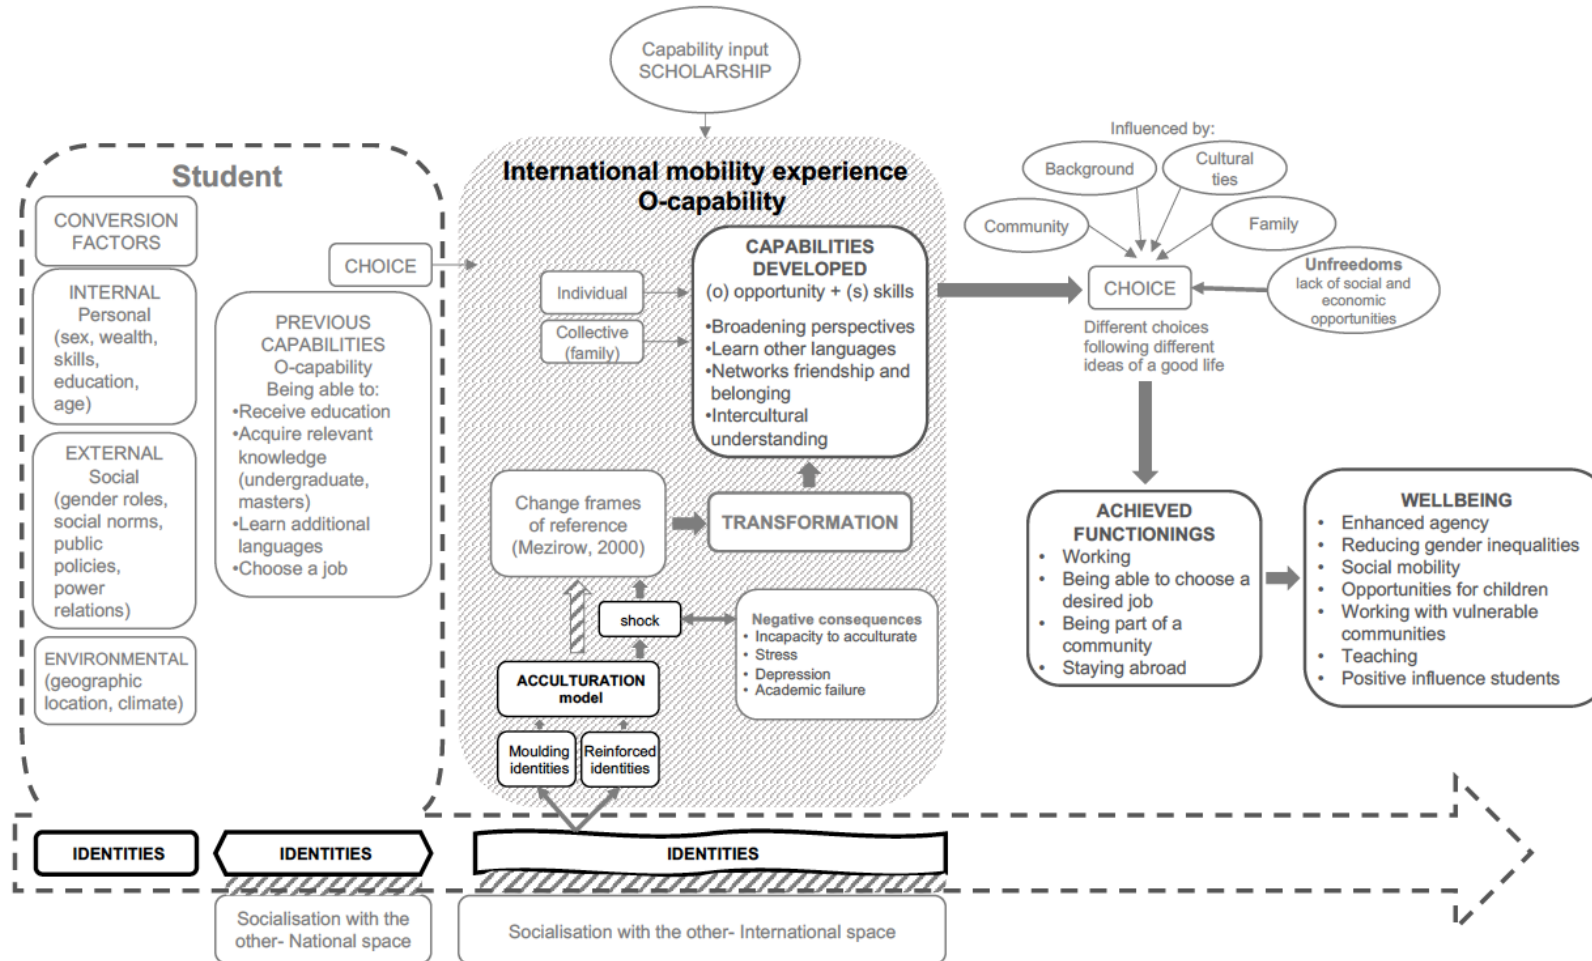 Capability input
SCHOLARSHIP
Student
CONVERSION
FACTORS
INTERNAL
Personal
(sex, wealth,
skills,
education,
age)
EXTERNAL
Social
(gender roles,
social norms,
public
policies,
power
relations)
ENVIRONMENTAL
(geographic
location, climate)
CHOICE
PREVIOUS
CAPABILITIES
O-capability
Being able to:
•Receive education
•Acquire relevant
knowledge
(undergraduate,
masters)
•Learn additional
languages
•Choose a job
International mobility experience
O-capability
Individual
Collective
(family)
CAPABILITIES
DEVELOPED
(o) opportunity + (s) skills
•Broadening perspectives
•Learn other languages
•Networks friendship and
belonging
•Intercultural
understanding
Change frames
of reference
(Mezirow, 2000)
TRANSFORMATION
shock
Negative consequences
• Incapacity to acculturate
• Stress
• Depression
• Academic failure
ACCULTURATION
model
Moulding
identities
Reinforced
identities
Influenced by:
Background
Cultural
ties
Community
Family
CHOICE
Unfreedoms
lack of social and
economic
opportunities
Different choices
following different
ideas of a good life
ACHIEVED
FUNCTIONINGS
• Working
• Being able to choose a
desired job
• Being part of a
community
• Staying abroad
WELLBEING
• Enhanced agency
• Reducing gender inequalities
• Social mobility
• Opportunities for children
• Working with vulnerable
communities
• Teaching
• Positive influence students
IDENTITIES
IDENTITIES
IDENTITIES
Socialisation with the
other- National space
Socialisation with the other- International space